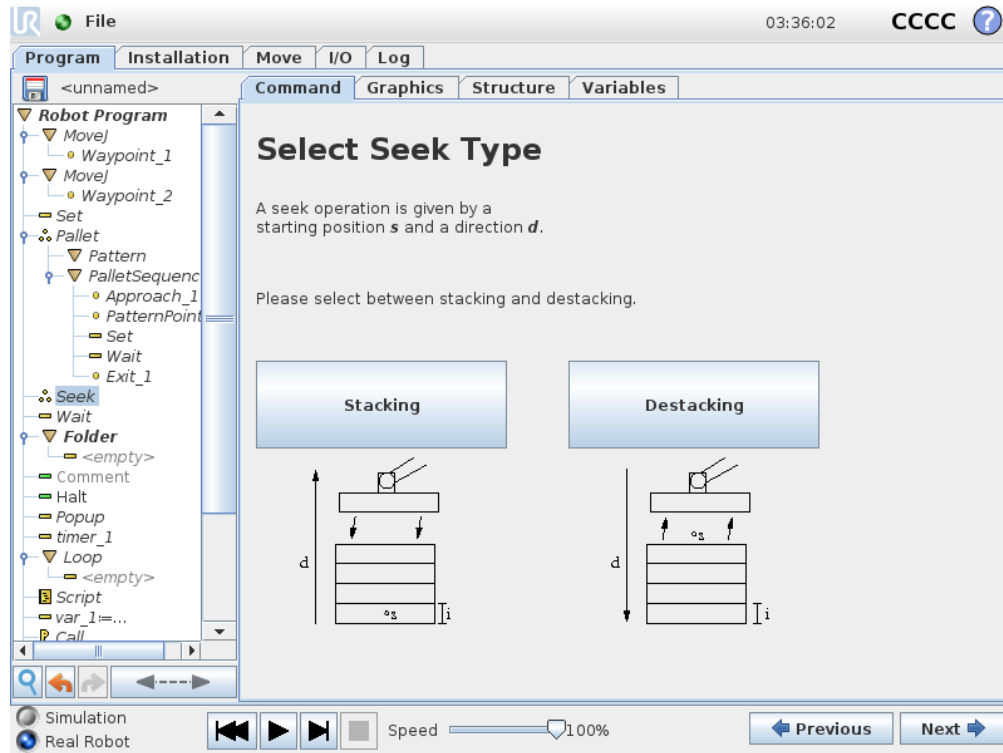 UR File 03:36:02 CCCC ?
Program Installation Move I/O Log
<unnamed> Command Graphics Structure Variables
Robot Program
MoveJ
Waypoint_1
MoveJ
Waypoint_2
Set
Pallet
Pattern
PalletSequenc
Approach_1
PatternPoint
Set
Wait
Exit_1
Seek
Wait
Folder
<empty>
Comment
Halt
Popup
timer_1
Loop
<empty>
Script
var_1:=...
P Call
Select Seek Type
A seek operation is given by a
starting position s and a direction d.
Please select between stacking and destacking.
Stacking Destacking
d s i
d s i
Simulation
Real Robot
Speed 100%
Previous Next